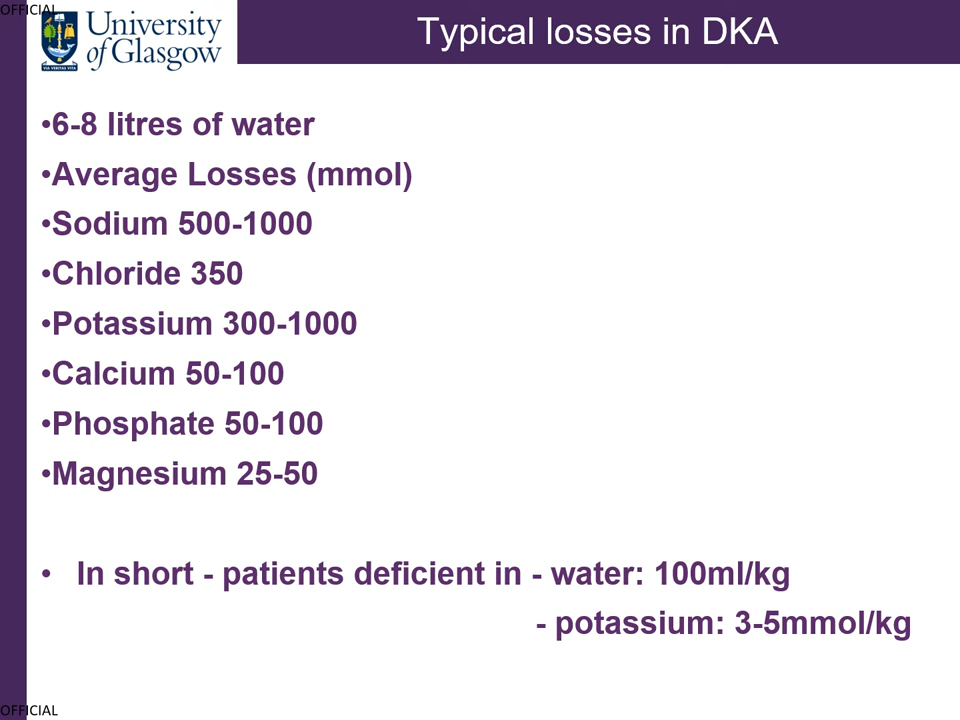 OFFICIAL
University
of Glasgow
VIA VERITAS VITA
Typical losses in DKA
•6-8 litres of water
•Average Losses (mmol)
•Sodium 500-1000
•Chloride 350
•Potassium 300-1000
•Calcium 50-100
•Phosphate 50-100
•Magnesium 25-50
• In short - patients deficient in - water: 100ml/kg
- potassium: 3-5mmol/kg
OFFICIAL